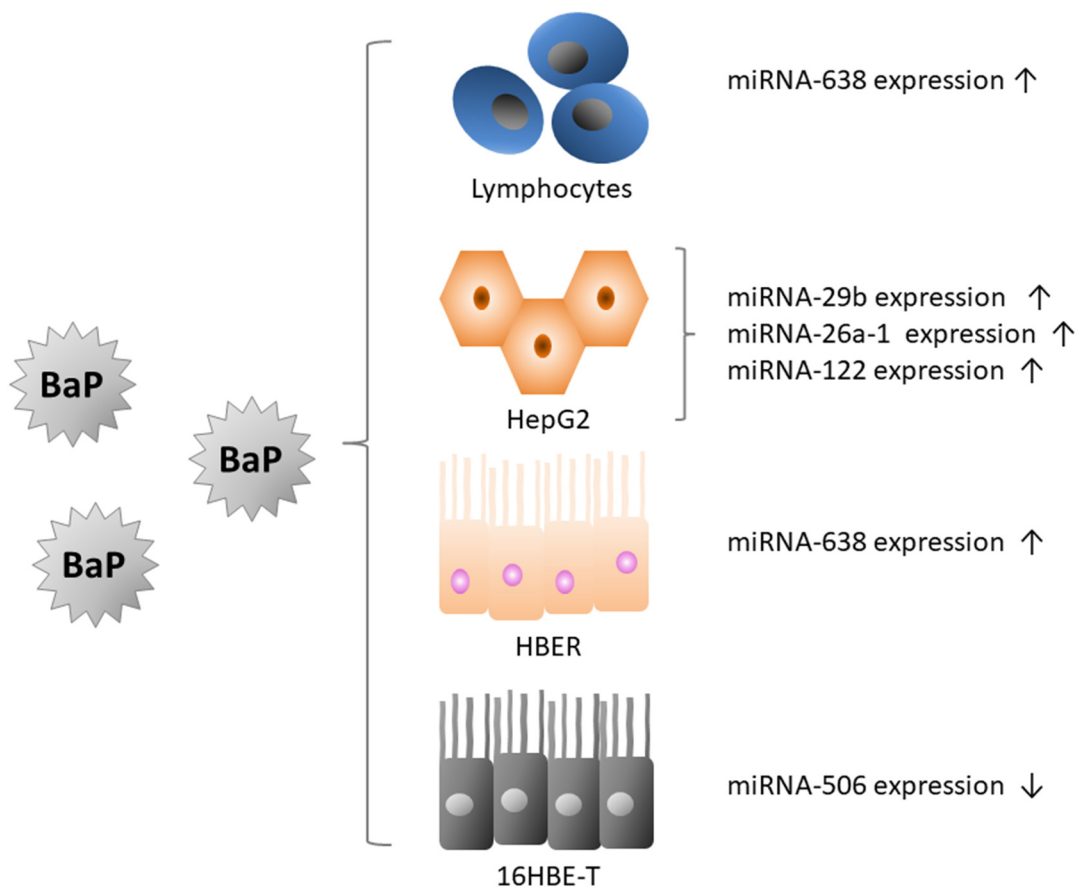 miRNA-638 expression ↑
Lymphocytes
miRNA-29b expression ↑
miRNA-26a-1 expression ↑
miRNA-122 expression ↑
HepG2
BaP
BaP
BaP
miRNA-638 expression ↑
HBER
miRNA-506 expression ↓
16HBE-T